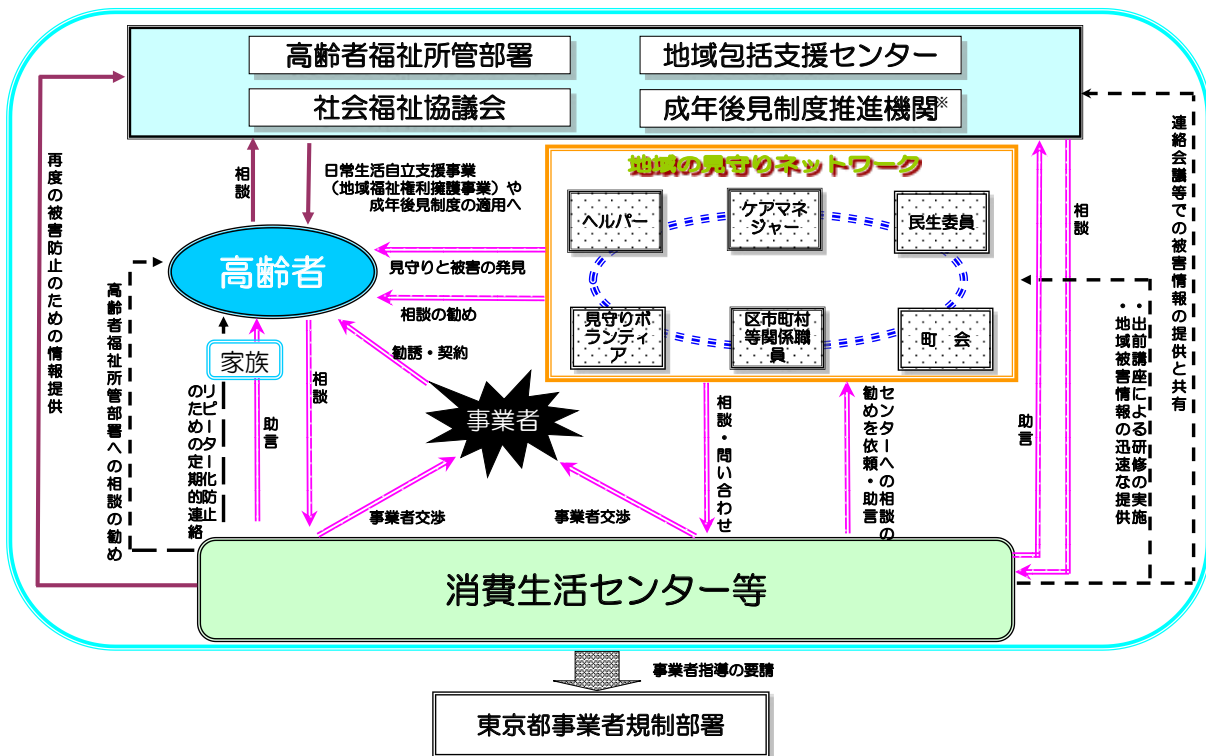 高齢者福祉所管部署
地域包括支援センター
社会福祉協議会
成年後見制度推進機関※
再度の被害防止のための情報提供
相談
日常生活自立支援事業
（地域福祉権利擁護事業）や
成年後見制度の適用へ
地域の見守りネットワーク
ヘルパー
ケアマネ
ジャー
民生委員
見守りボ
ランティ
ア
区市町村
等関係職
員
町　会
高齢者
見守りと被害の発見
相談の勧め
勧誘・契約
家族
事業者
高齢者福祉所管部署への相談の勧め
リピーター化防止
のための定期的連絡
助言
相談
事業者交渉
事業者交渉
相談・問い合わせ
センターへの相談の
勧めを依頼・助言
助言
相談
連絡会議等での被害情報の提供と共有
・出前講座による研修の実施
・地域被害情報の迅速な提供
消費生活センター等
事業者指導の要請
東京都事業者規制部署